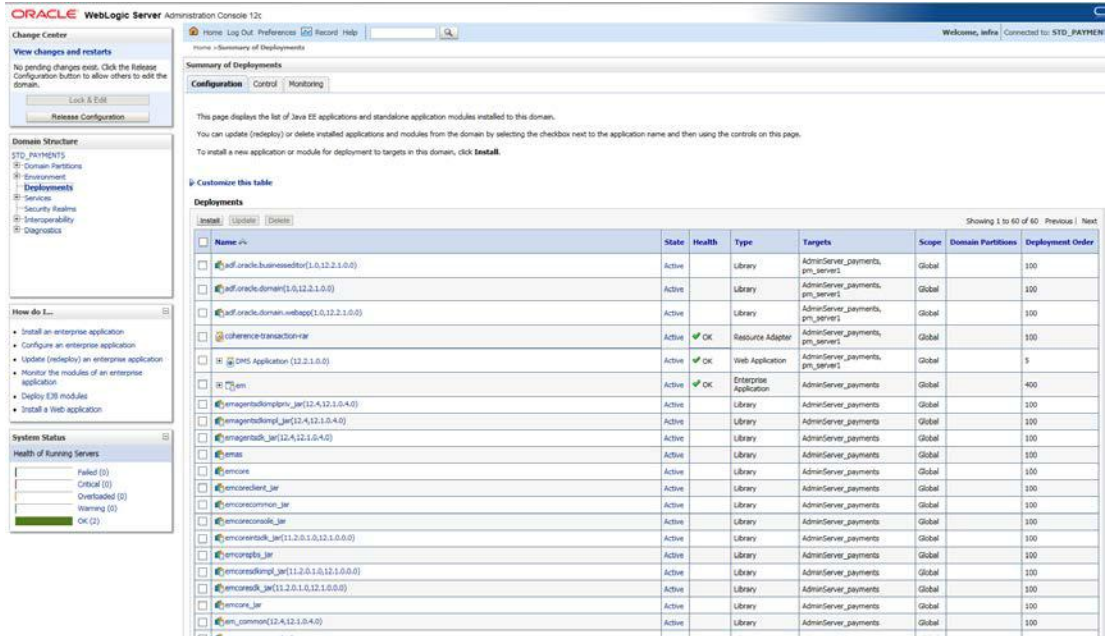 ORACLE WebLogic Server Administration Console 12c
Change Center
View changes and restarts
No pending changes exist. Click the Release
Configuration button to allow others to edit the
domain.
Lock & Edit
Release Configuration
Domain Structure
STD_PAYMENTS
Domain Partitions
Environment
Deployments
Services
Security Realms
Interoperability
Diagnostics
How do I...
Install an enterprise application
Configure an enterprise application
Update (redeploy) an enterprise application
Monitor the modules of an enterprise
application
Deploy EJB modules
Install a Web application
System Status
Health of Running Servers
Failed (0)
Critical (0)
Overloaded (0)
Warning (0)
OK (2)
Home Log Out Preferences Record Help
Welcome, infra Connected to: STD_PAYMEN
Home >Summary of Deployments
Summary of Deployments
Configuration Control Monitoring
This page displays the list of Java EE applications and standalone application modules installed to this domain.
You can update (redeploy) or delete installed applications and modules from the domain by selecting the checkbox next to the application name and then using the controls on this page.
To install a new application or module for deployment to targets in this domain, click Install.
Customize this table
Deployments
Install Update Delete Showing 1 to 60 of 60 Previous | Next
Name State Health Type Targets Scope Domain Partitions Deployment Order
adf.oracle.businesseditor(1.0,12.2.1.0.0) Active Library AdminServer_payments, pm_server1 Global 100
adf.oracle.domain(1.0,12.2.1.0.0) Active Library AdminServer_payments, pm_server1 Global 100
adf.oracle.domain.webapp(1.0,12.2.1.0.0) Active Library AdminServer_payments, pm_server1 Global 100
coherence-transaction-rar Active OK Resource Adapter AdminServer_payments, pm_server1 Global 100
DMS Application (12.2.1.0.0) Active OK Web Application AdminServer_payments, pm_server1 Global 5
em Active OK Enterprise Application AdminServer_payments Global 400
emagentsdkimplpriv_jar(12.4,12.1.0.4.0) Active Library AdminServer_payments Global 100
emagentsdkimpl_jar(12.4,12.1.0.4.0) Active Library AdminServer_payments Global 100
emagentsdk_jar(12.4,12.1.0.4.0) Active Library AdminServer_payments Global 100
emas Active Library AdminServer_payments Global 100
emcore Active Library AdminServer_payments Global 100
emcoreclient_jar Active Library AdminServer_payments Global 100
emcorecommon_jar Active Library AdminServer_payments Global 100
emcoreconsole_jar Active Library AdminServer_payments Global 100
emcoreintsdk_jar(11.2.0.1.0,12.1.0.0.0) Active Library AdminServer_payments Global 100
emcorepbs_jar Active Library AdminServer_payments Global 100
emcoresdkimpl_jar(11.2.0.1.0,12.1.0.0.0) Active Library AdminServer_payments Global 100
emcoresdk_jar(11.2.0.1.0,12.1.0.0.0) Active Library AdminServer_payments Global 100
emcore_jar Active Library AdminServer_payments Global 100
em_common(12.4,12.1.0.4.0) Active Library AdminServer_payments Global 100